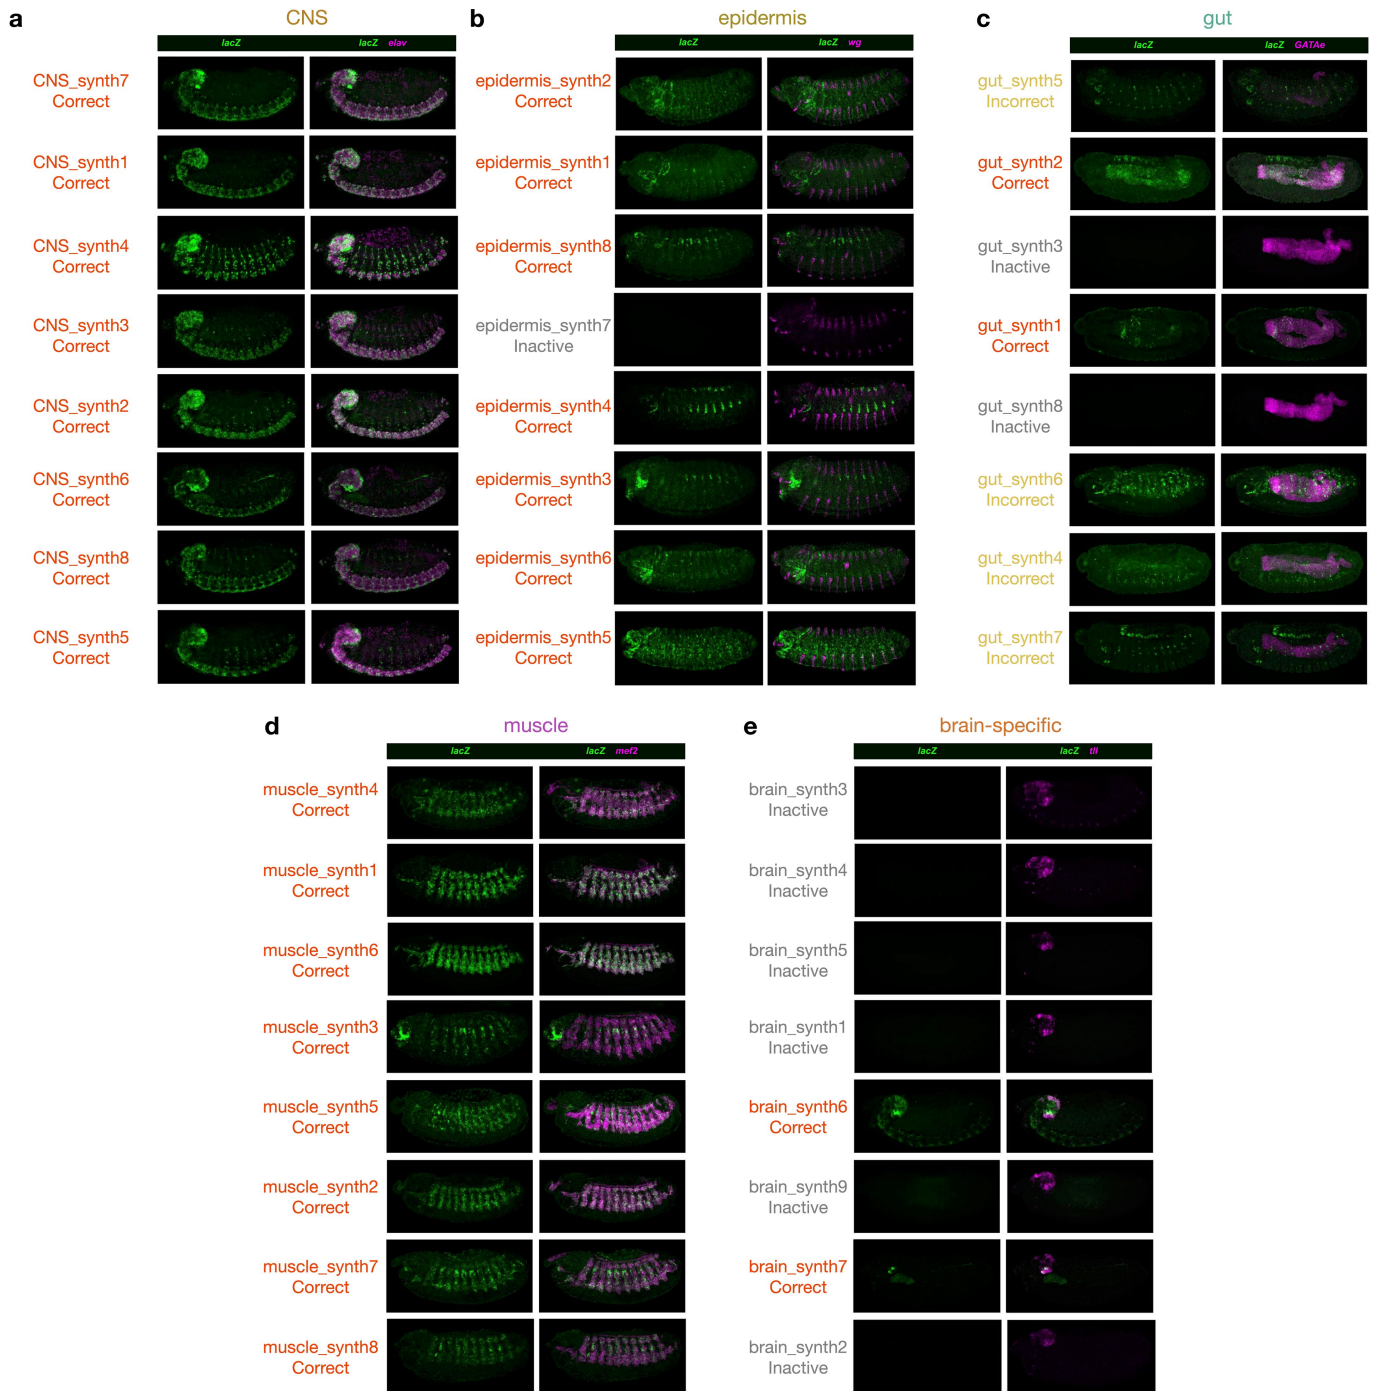 a
CNS
lacZ
lacZ elav
CNS_synth7
Correct
CNS_synth1
Correct
CNS_synth4
Correct
CNS_synth3
Correct
CNS_synth2
Correct
CNS_synth6
Correct
CNS_synth8
Correct
CNS_synth5
Correct
b
epidermis
lacZ
lacZ wg
epidermis_synth2
Correct
epidermis_synth1
Correct
epidermis_synth8
Correct
epidermis_synth7
Inactive
epidermis_synth4
Correct
epidermis_synth3
Correct
epidermis_synth6
Correct
epidermis_synth5
Correct
c
gut
lacZ
lacZ GATAe
gut_synth5
Incorrect
gut_synth2
Correct
gut_synth3
Inactive
gut_synth1
Correct
gut_synth8
Inactive
gut_synth6
Incorrect
gut_synth4
Incorrect
gut_synth7
Incorrect
d
muscle
lacZ
lacZ mef2
muscle_synth4
Correct
muscle_synth1
Correct
muscle_synth6
Correct
muscle_synth3
Correct
muscle_synth5
Correct
muscle_synth2
Correct
muscle_synth7
Correct
muscle_synth8
Correct
e
brain-specific
lacZ
lacZ tll
brain_synth3
Inactive
brain_synth4
Inactive
brain_synth5
Inactive
brain_synth1
Inactive
brain_synth6
Correct
brain_synth9
Inactive
brain_synth7
Correct
brain_synth2
Inactive